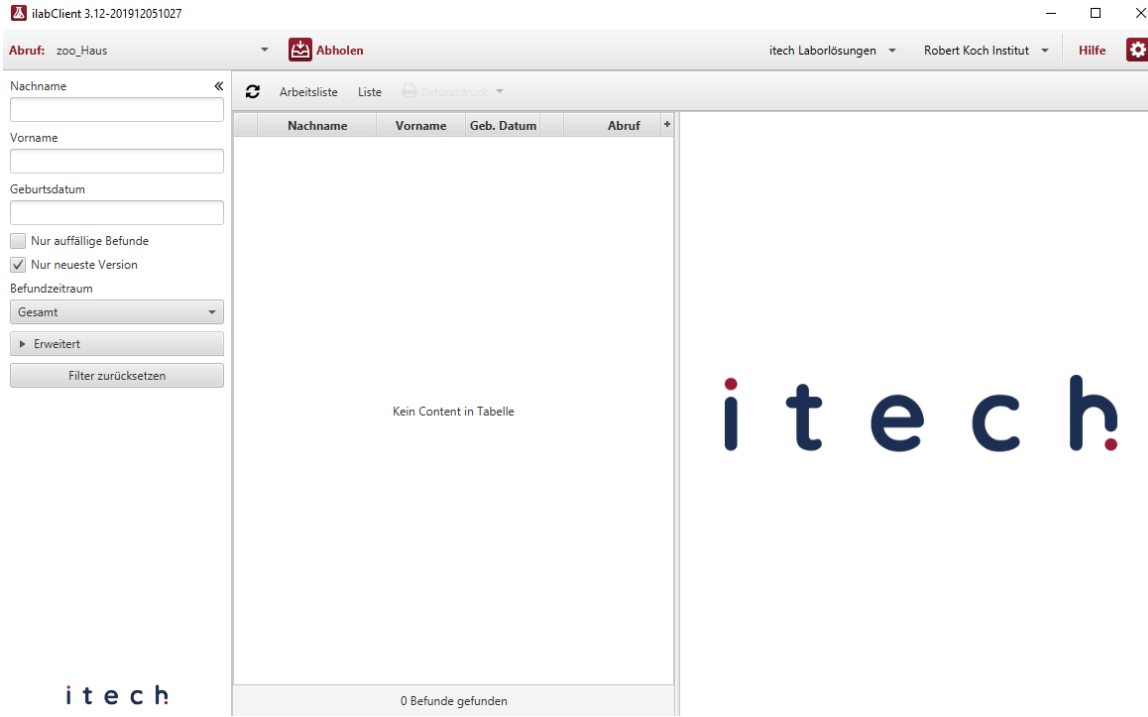 ilabClient 3.12-201912051027
Abruf: zoo_Haus
Abholen
itech Laborlösungen
Robert Koch Institut
Hilfe
Nachname
Vorname
Geburtsdatum
Nur auffällige Befunde
Nur neueste Version
Befundzeitraum
Gesamt
Erweitert
Filter zurücksetzen
itech
Arbeitsliste Liste Befunddruck
Nachname Vorname Geb. Datum Abruf +
Kein Content in Tabelle
0 Befunde gefunden
itech